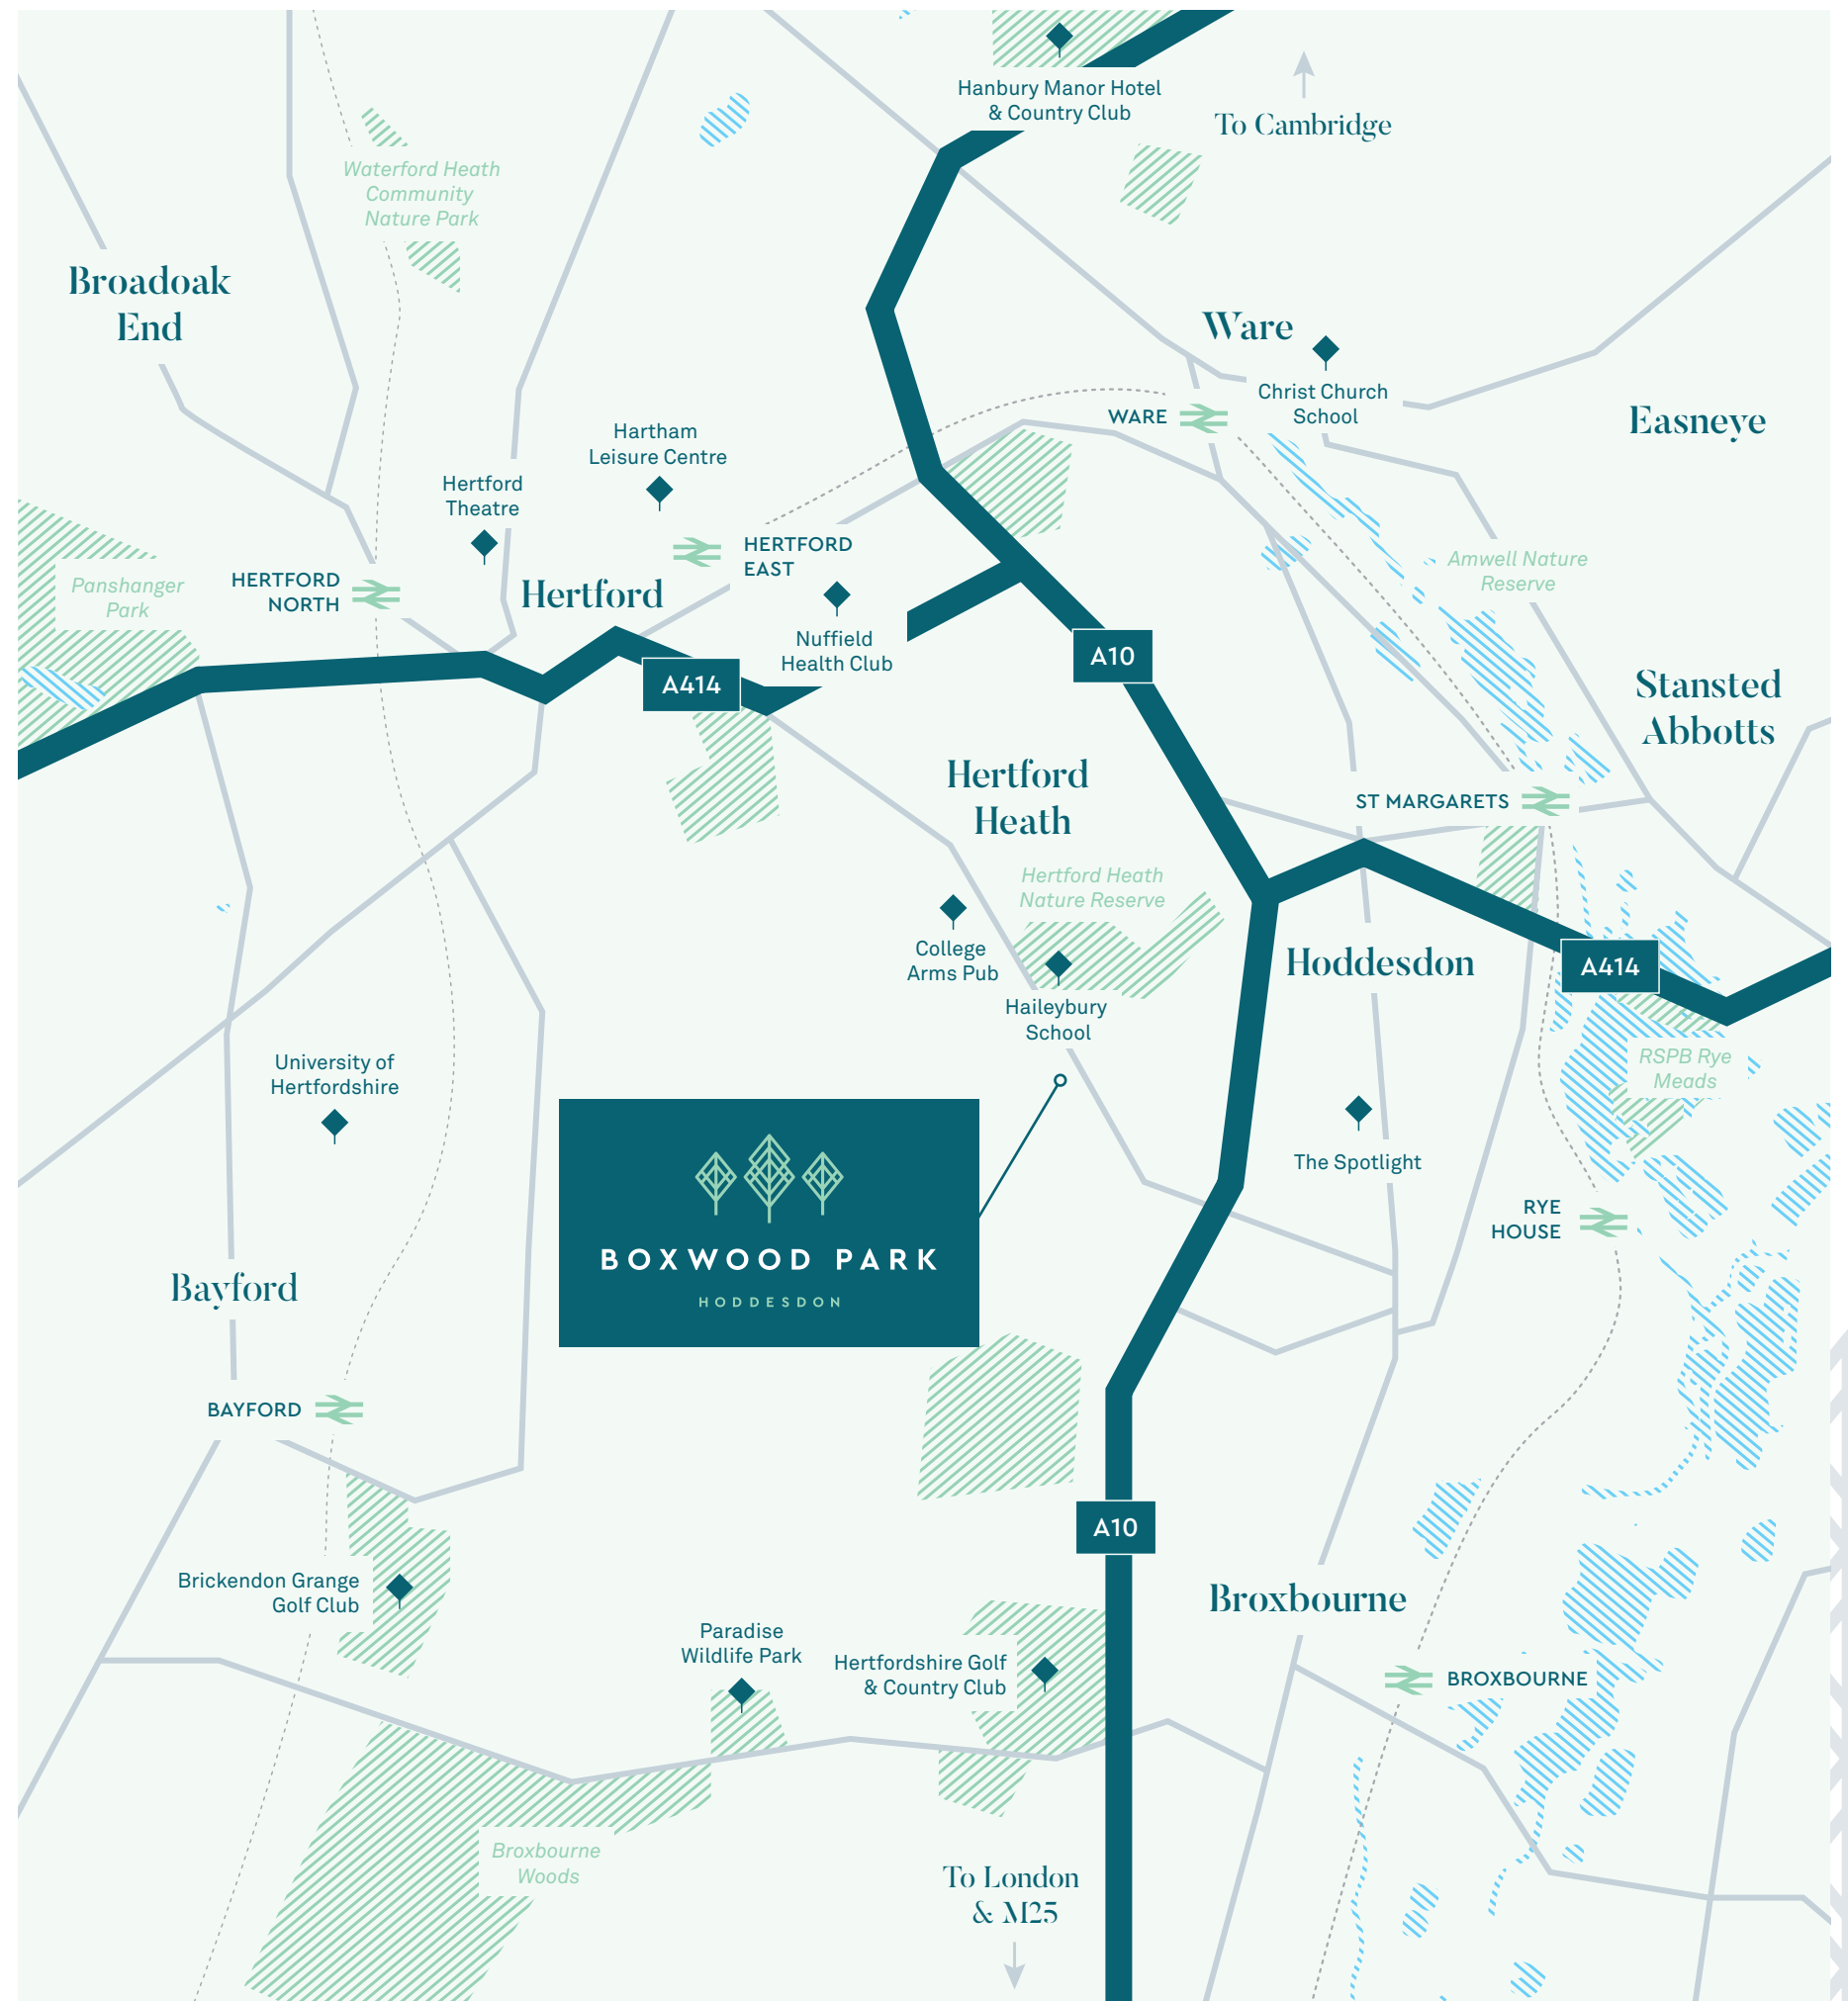 Hanbury Manor Hotel
& Country Club
To Cambridge
Waterford Heath
Community
Nature Park
Broadoak
End
Ware
Christ Church
School
WARE
Easneye
Hartham
Leisure Centre
Hertford
Theatre
HERTFORD
EAST
Amwell Nature
Reserve
Panshanger
Park
HERTFORD
NORTH
Hertford
Nuffield
Health Club
A10
A414
Stansted
Abbotts
Hertford
Heath
ST MARGARETS
Hertford Heath
Nature Reserve
College
Arms Pub
Hoddesdon
A414
Haileybury
School
RSPB Rye
Meads
University of
Hertfordshire
The Spotlight
RYE
HOUSE
BOXWOOD PARK
HODDESDON
Bayford
BAYFORD
A10
Brickendon Grange
Golf Club
Broxbourne
Paradise
Wildlife Park
Hertfordshire Golf
& Country Club
BROXBOURNE
Broxbourne
Woods
To London
& M25